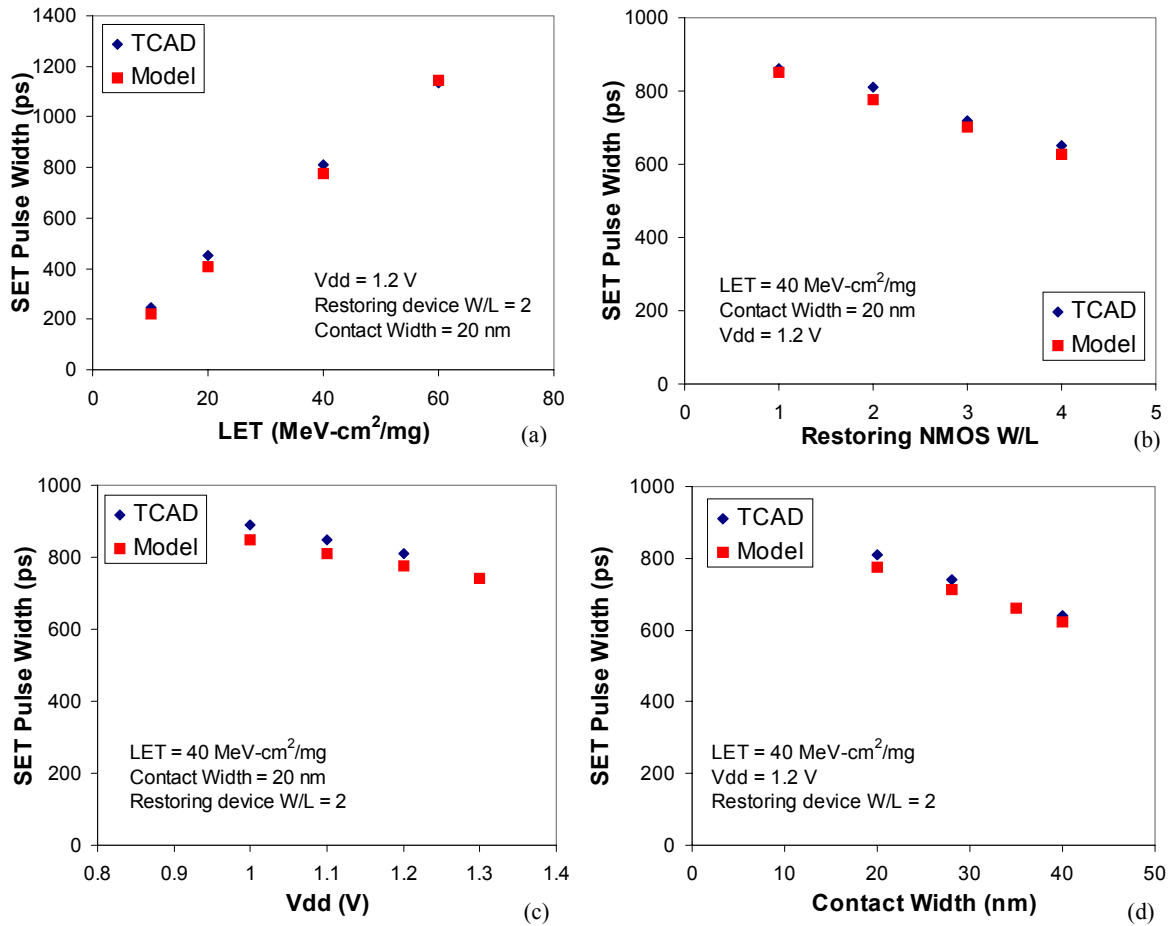 1400
1200
1000
800
600
400
200
0
0
20
40
60
80
SET Pulse Width (ps)
LET (MeV-cm²/mg)
TCAD
Model
Vdd = 1.2 V
Restoring device W/L = 2
Contact Width = 20 nm
(a)
1000
800
600
400
200
0
0
1
2
3
4
5
SET Pulse Width (ps)
Restoring NMOS W/L
LET = 40 MeV-cm²/mg
Contact Width = 20 nm
Vdd = 1.2 V
TCAD
Model
(b)
1000
800
600
400
200
0
0.8
0.9
1
1.1
1.2
1.3
1.4
SET Pulse Width (ps)
Vdd (V)
TCAD
Model
LET = 40 MeV-cm²/mg
Contact Width = 20 nm
Restoring device W/L = 2
(c)
1000
800
600
400
200
0
0
10
20
30
40
50
SET Pulse Width (ps)
Contact Width (nm)
TCAD
Model
LET = 40 MeV-cm²/mg
Vdd = 1.2 V
Restoring device W/L = 2
(d)